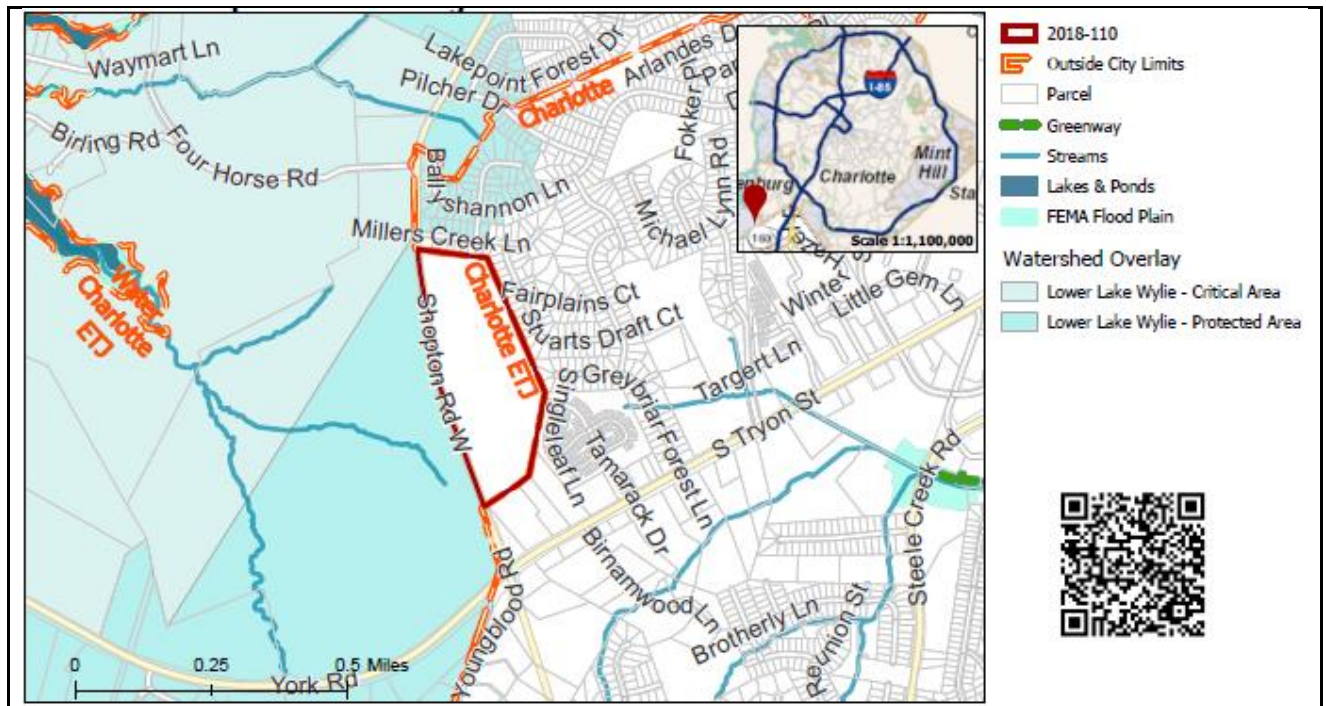 Waymart Ln
Birling Rd
Four Horse Rd
Lakepoint Forest Dr
Pilcher Dr
Charlotte
Arlandes D
Fokker Pl
Ballyshannon Ln
Millers Creek Ln
Michael Lynn Rd
Water
Charlotte
ETJ
Charlotte ETJ
Fairplains Ct
Stuarts Draft Ct
Shopton Rd W
Singleleaf Ln
Greybriar Forest Ln
Targert Ln
S Tryon St
Winter
Little Gem Ln
Tamarack Dr
Birnamwood Ln
Brotherly Ln
Reunion St
Steele Creek Rd
Youngblood Rd
York Rd
0 0.25 0.5 Miles
I-85
Mint
Hill
Charlotte
enburg
Sta
160
Scale 1:1,100,000
2018-110
Outside City Limits
Parcel
Greenway
Streams
Lakes & Ponds
FEMA Flood Plain
Watershed Overlay
Lower Lake Wylie - Critical Area
Lower Lake Wylie - Protected Area